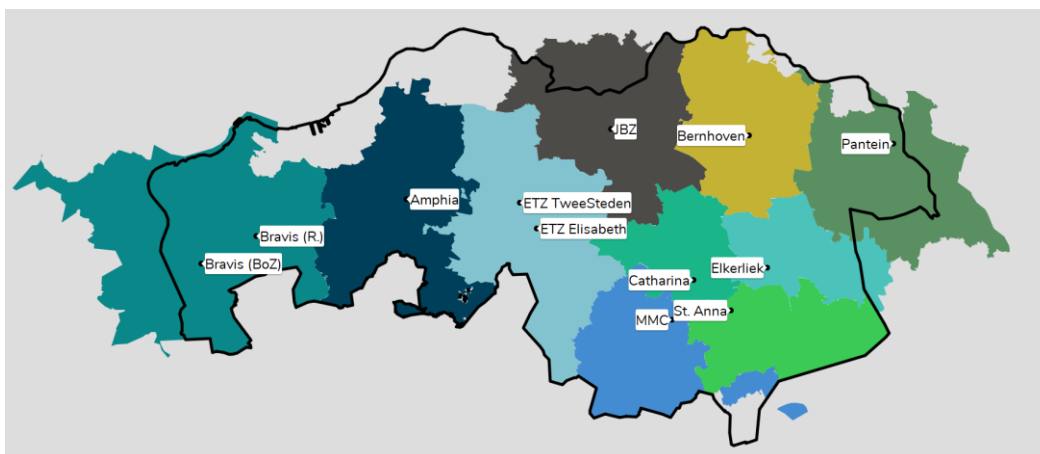 JBZ
Bernhoven
Pantein
Amphia
ETZ TweeSteden
ETZ Elisabeth
Bravis (R.)
Bravis (BoZ)
Elkerliek
Catharina
St. Anna
MMC